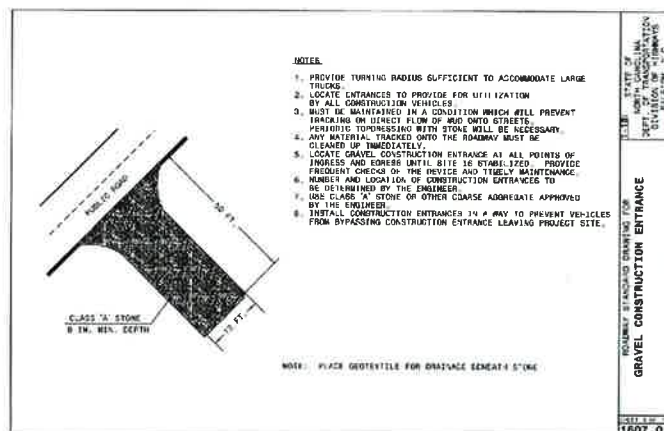 NOTES
1. PROVIDE TURNING RADIUS SUFFICIENT TO ACCOMMODATE LARGE
TRUCKS.
2. LOCATE ENTRANCES TO PROVIDE FOR UTILIZATION
BY ALL CONSTRUCTION VEHICLES.
3. MUST BE MAINTAINED IN A CONDITION WHICH WILL PREVENT
TRACKING OR DIRECT FLOW OF MUD ONTO STREETS.
PERIODIC TOPDRESSING WITH STONE WILL BE NECESSARY.
4. ANY MATERIAL TRACKED ONTO THE ROADWAY MUST BE
CLEANED UP IMMEDIATELY.
5. LOCATE GRAVEL CONSTRUCTION ENTRANCE AT ALL POINTS OF
INGRESS AND EGRESS UNTIL SITE IS STABILIZED. PROVIDE
FREQUENT CHECKS OF THE DEVICE AND TIMELY MAINTENANCE.
6. NUMBER AND LOCATION OF CONSTRUCTION ENTRANCES TO
BE DETERMINED BY THE ENGINEER.
7. USE CLASS 'A' STONE OR OTHER COARSE AGGREGATE APPROVED
BY THE ENGINEER.
8. INSTALL CONSTRUCTION ENTRANCES IN A WAY TO PREVENT VEHICLES
FROM BYPASSING CONSTRUCTION ENTRANCE LEAVING PROJECT SITE.
PUBLIC ROAD
50 FT.
12 FT.
CLASS 'A' STONE
8 IN. MIN. DEPTH
NOTE: PLACE GEOTEXTILE FOR DRAINAGE BENEATH STONE
STATE OF
NORTH CAROLINA
DEPT. OF TRANSPORTATION
DIVISION OF HIGHWAYS
ROADWAY STANDARD DRAWING FOR
GRAVEL CONSTRUCTION ENTRANCE